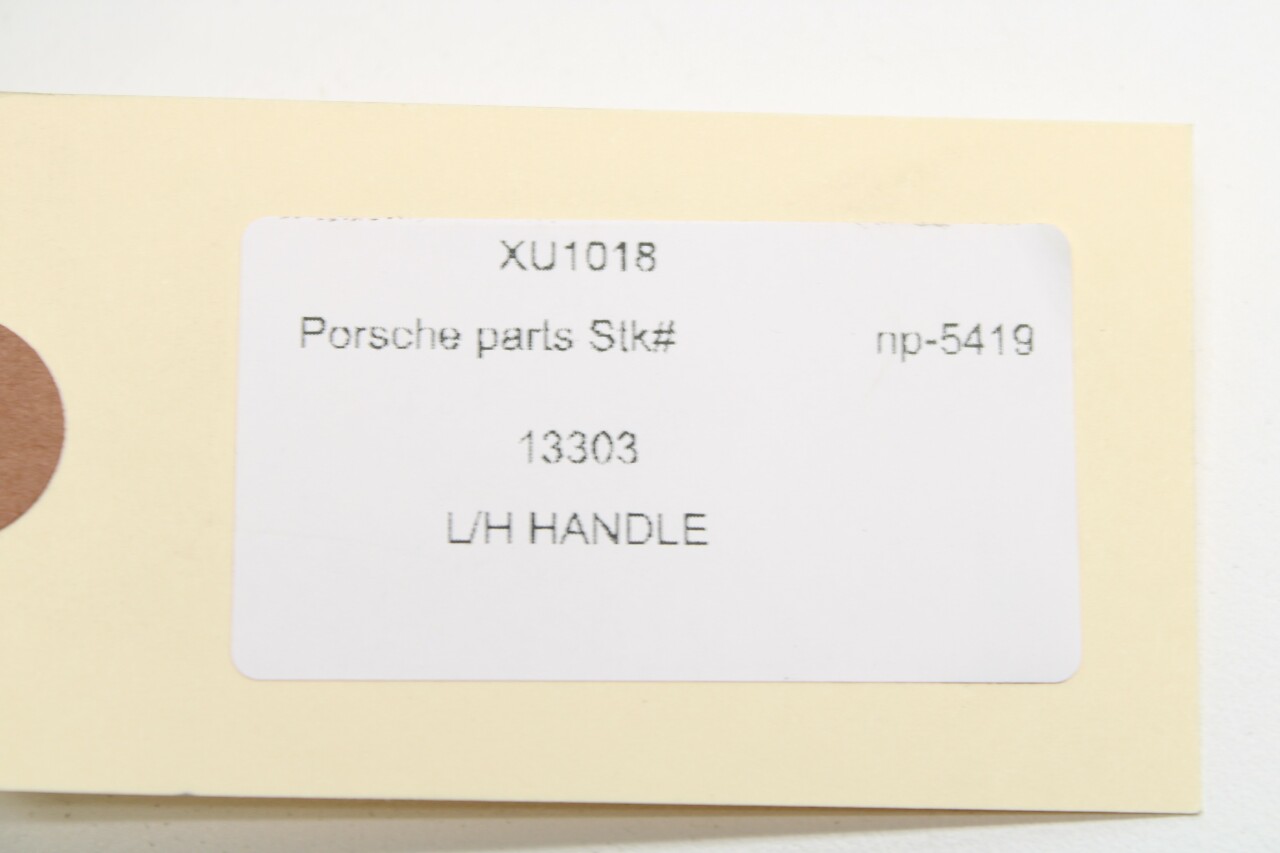 XU1018
Porsche parts Stk# np-5419
13303
L/H HANDLE